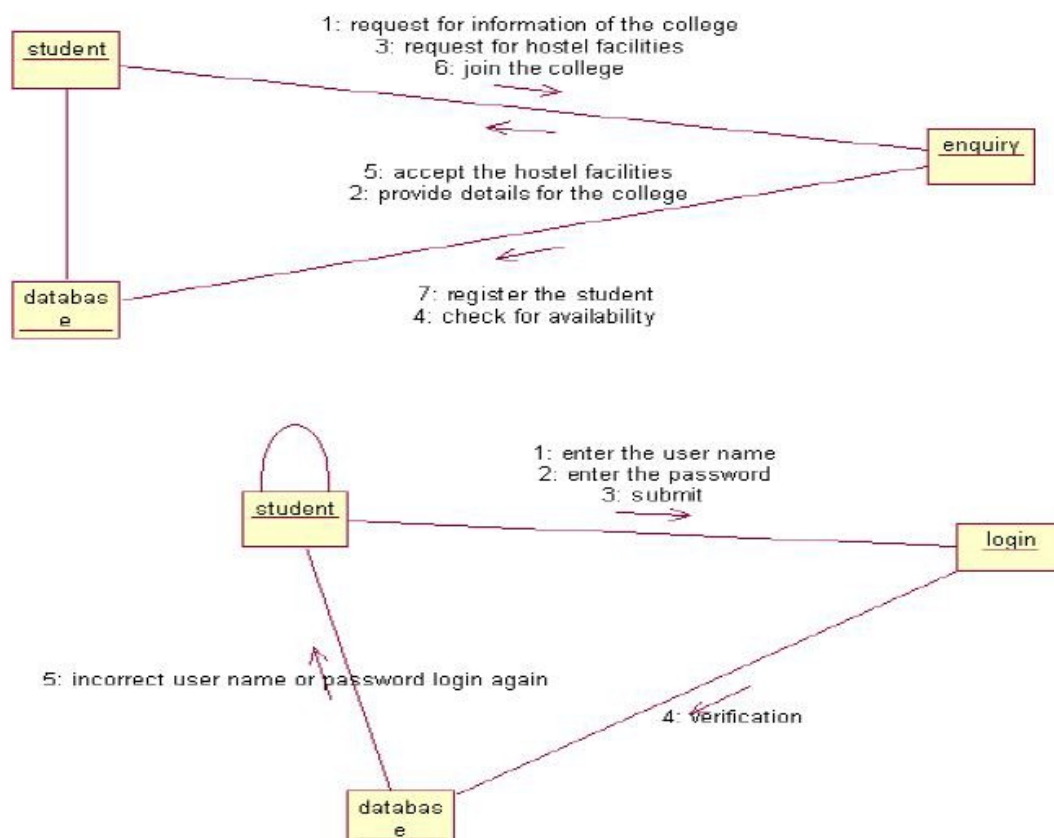 1: request for information of the college
3: request for hostel facilities
6: join the college
student
enquiry
5: accept the hostel facilities
2: provide details for the college
databas
e
7: register the student
4: check for availability
1: enter the user name
2: enter the password
3: submit
student
login
5: incorrect user name or password login again
4: verification
databas
e